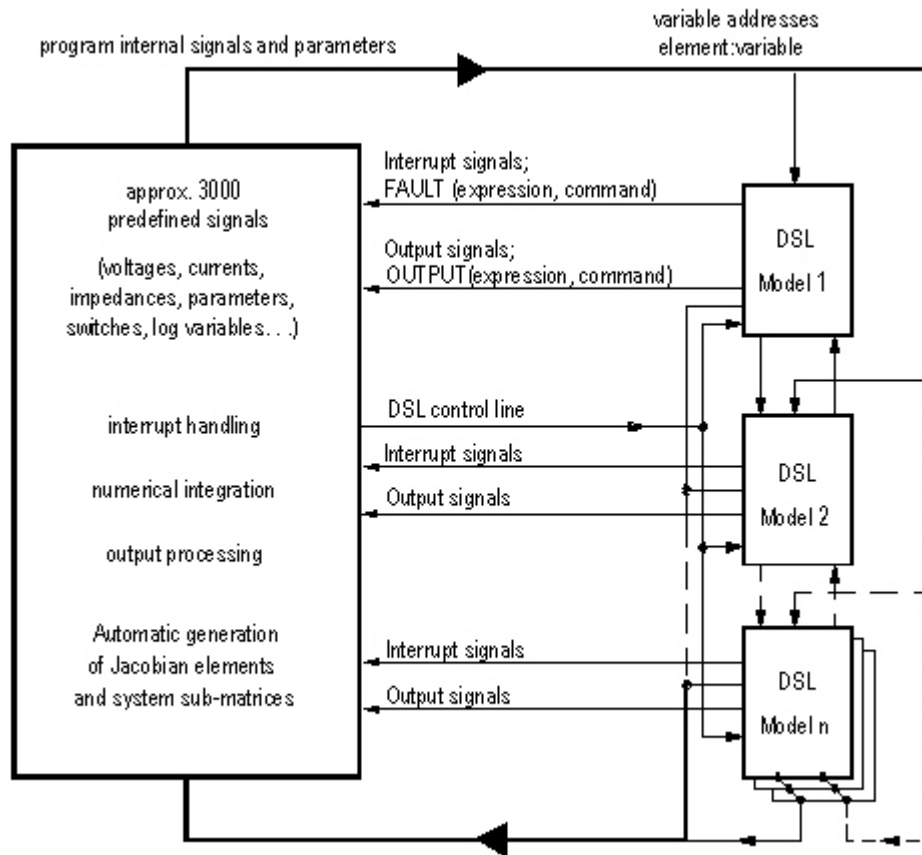 program internal signals and parameters
variable addresses
element:variable
approx. 3000
predefined signals
(voltages, currents,
impedances, parameters,
switches, log variables. . .)
interrupt handling
numerical integration
output processing
Automatic generation
of Jacobian elements
and system sub-matrices
Interrupt signals;
FAULT (expression, command)
Output signals;
OUTPUT(expression, command)
DSL control line
Interrupt signals
Output signals
Interrupt signals
Output signals
DSL
Model 1
DSL
Model 2
DSL
Model n